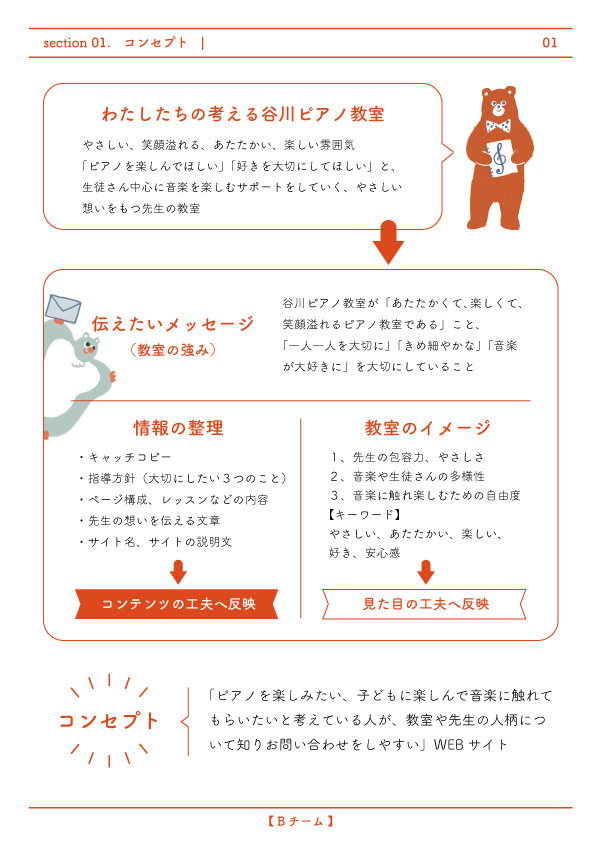 section 01. コンセプト |
01
わたしたちの考える谷川ピアノ教室
やさしい、笑顔溢れる、あたたかい、楽しい雰囲気
「ピアノを楽しんでほしい」「好きを大切にしてほしい」と、
生徒さん中心に音楽を楽しむサポートをしていく、やさしい
想いをもつ先生の教室
伝えたいメッセージ
（教室の強み）
谷川ピアノ教室が「あたたかくて、楽しくて、
笑顔溢れるピアノ教室である」こと、
「一人一人を大切に」「きめ細やかな」「音楽
が大好きに」を大切にしていること
情報の整理
・キャッチコピー
・指導方針（大切にしたい３つのこと）
・ページ構成、レッスンなどの内容
・先生の想いを伝える文章
・サイト名、サイトの説明文
コンテンツの工夫へ反映
教室のイメージ
１、先生の包容力、やさしさ
２、音楽や生徒さんの多様性
３、音楽に触れ楽しむための自由度
【キーワード】
やさしい、あたたかい、楽しい、
好き、安心感
見た目の工夫へ反映
コンセプト
「ピアノを楽しみたい、子どもに楽しんで音楽に触れて
もらいたいと考えている人が、教室や先生の人柄につ
いて知りお問い合わせをしやすい」WEB サイト
【 B チーム 】